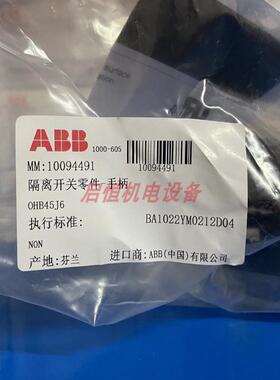 ABB 1000-605
MM:10094491 10094491
隔离开关零件-手柄
OHB45J6
后值机电设备
执行标准: BA1022YM0212D04
NON
产地:芬兰 进口商:ABB(中国)有限公司